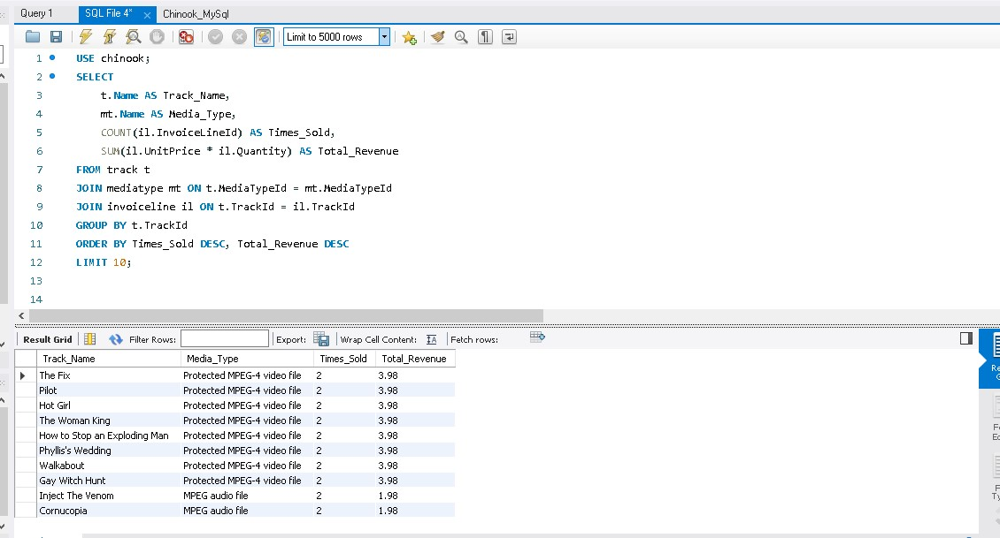 Query 1 SQL File 4* Chinook_MySql
Limit to 5000 rows
1 USE chinook;
2 SELECT
3 t.Name AS Track_Name,
4 mt.Name AS Media_Type,
5 COUNT(il.InvoiceLineId) AS Times_Sold,
6 SUM(il.UnitPrice * il.Quantity) AS Total_Revenue
7 FROM track t
8 JOIN mediatype mt ON t.MediaTypeId = mt.MediaTypeId
9 JOIN invoiceline il ON t.TrackId = il.TrackId
10 GROUP BY t.TrackId
11 ORDER BY Times_Sold DESC, Total_Revenue DESC
12 LIMIT 10;
13
14
Result Grid Filter Rows: Export: Wrap Cell Content: Fetch rows:
Track_Name Media_Type Times_Sold Total_Revenue
The Fix Protected MPEG-4 video file 2 3.98
Pilot Protected MPEG-4 video file 2 3.98
Hot Girl Protected MPEG-4 video file 2 3.98
The Woman King Protected MPEG-4 video file 2 3.98
How to Stop an Exploding Man Protected MPEG-4 video file 2 3.98
Phyllis's Wedding Protected MPEG-4 video file 2 3.98
Walkabout Protected MPEG-4 video file 2 3.98
Gay Witch Hunt Protected MPEG-4 video file 2 3.98
Inject The Venom MPEG audio file 2 1.98
Cornucopia MPEG audio file 2 1.98